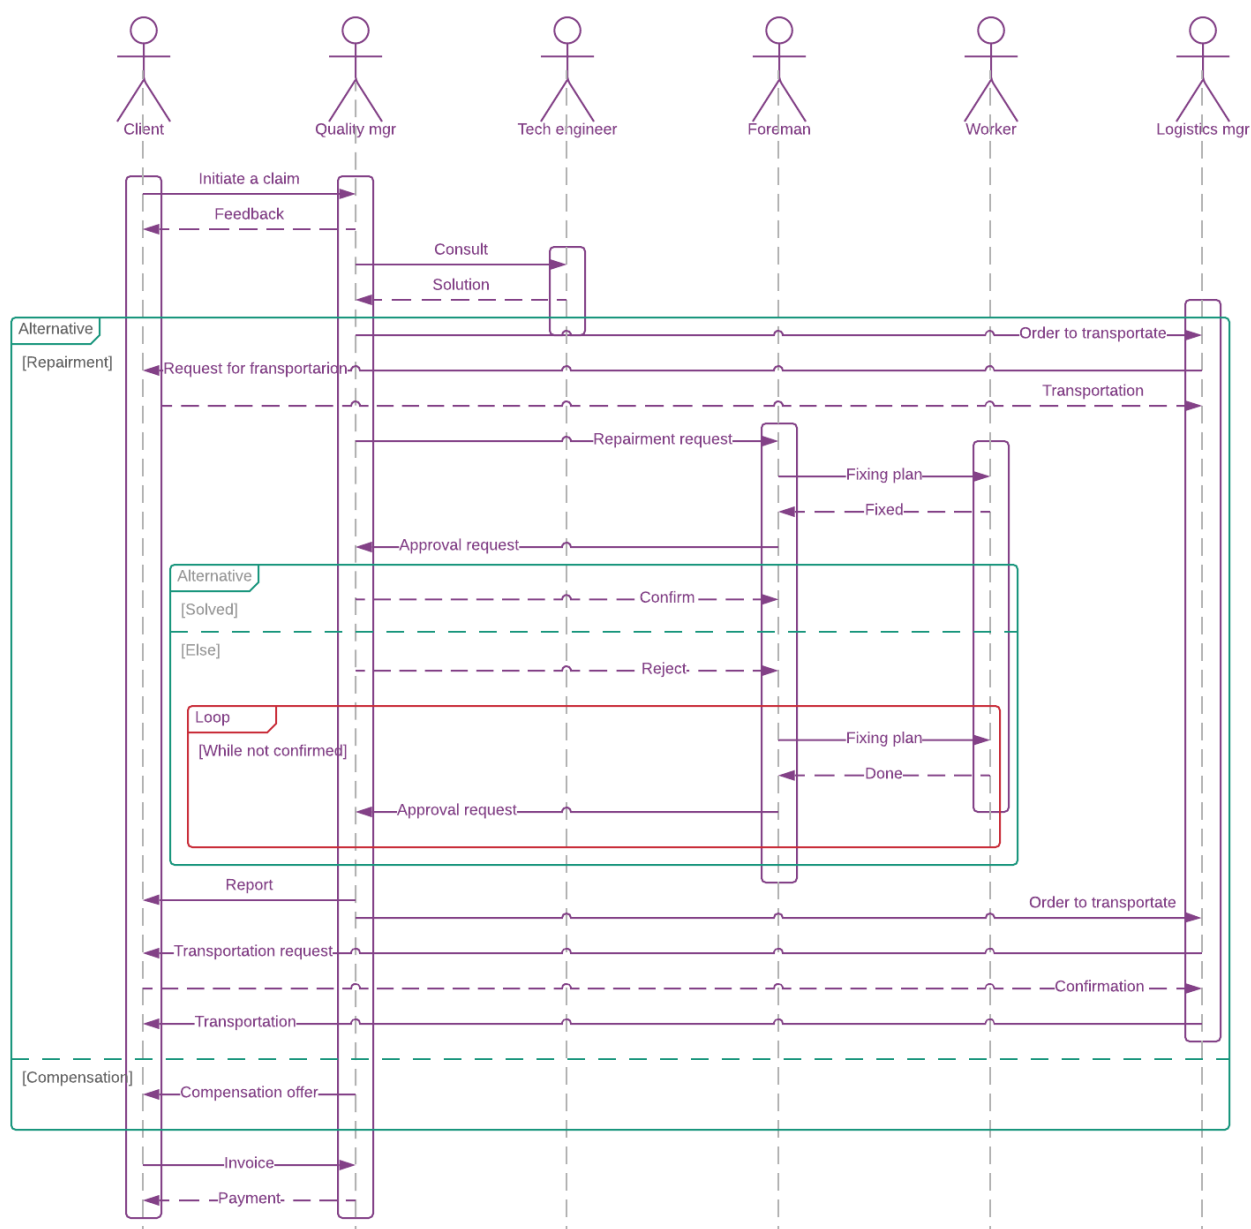 Client
Quality mgr
Tech engineer
Foreman
Worker
Logistics mgr
Initiate a claim
Feedback
Consult
Solution
Alternative
Order to transportate
[Repairment]
Request for fransportarion
Transportation
Repairment request
Fixing plan
Fixed
Approval request
Alternative
Confirm
[Solved]
[Else]
Reject
Loop
Fixing plan
[While not confirmed]
Done
Approval request
Report
Order to transportate
Transportation request
Confirmation
Transportation
[Compensation]
Compensation offer
Invoice
Payment